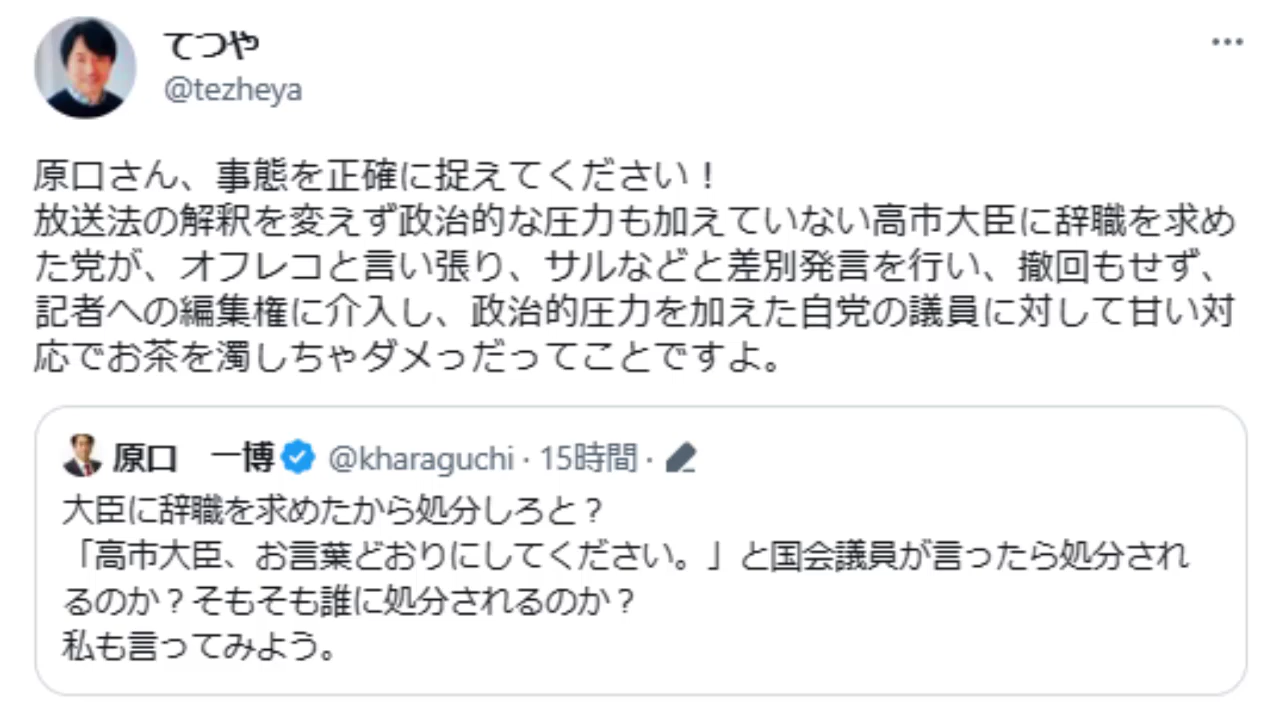 てつや
@tezheya
原口さん、事態を正確に捉えてください！
放送法の解釈を変えず政治的な圧力も加えていない高市大臣に辞職を求め
た党が、オフレコと言い張り、サルなどと差別発言を行い、撤回もせず、
記者への編集権に介入し、政治的圧力を加えた自党の議員に対して甘い対
応でお茶を濁しちゃダメっだってことですよ。
原口　一博 @kharaguchi · 15時間 ·
大臣に辞職を求めたから処分しろと？
「高市大臣、お言葉どおりにしてください。」と国会議員が言ったら処分され
るのか？そもそも誰に処分されるのか？
私も言ってみよう。